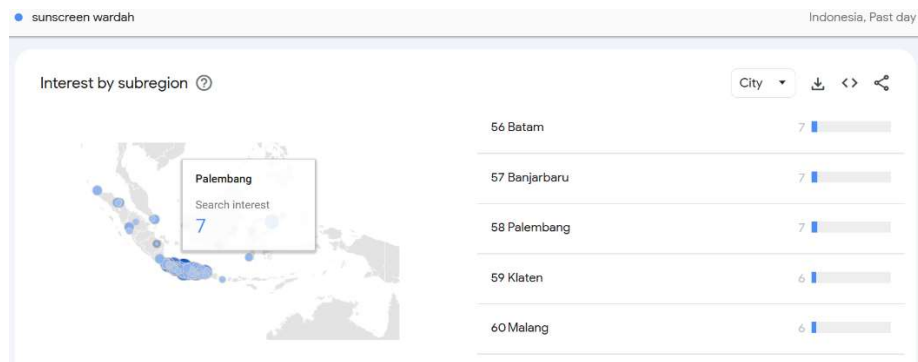 sunscreen wardah
Indonesia, Past day
Interest by subregion
City
Palembang
Search interest
7
56 Batam 7
57 Banjarbaru 7
58 Palembang 7
59 Klaten 6
60 Malang 6